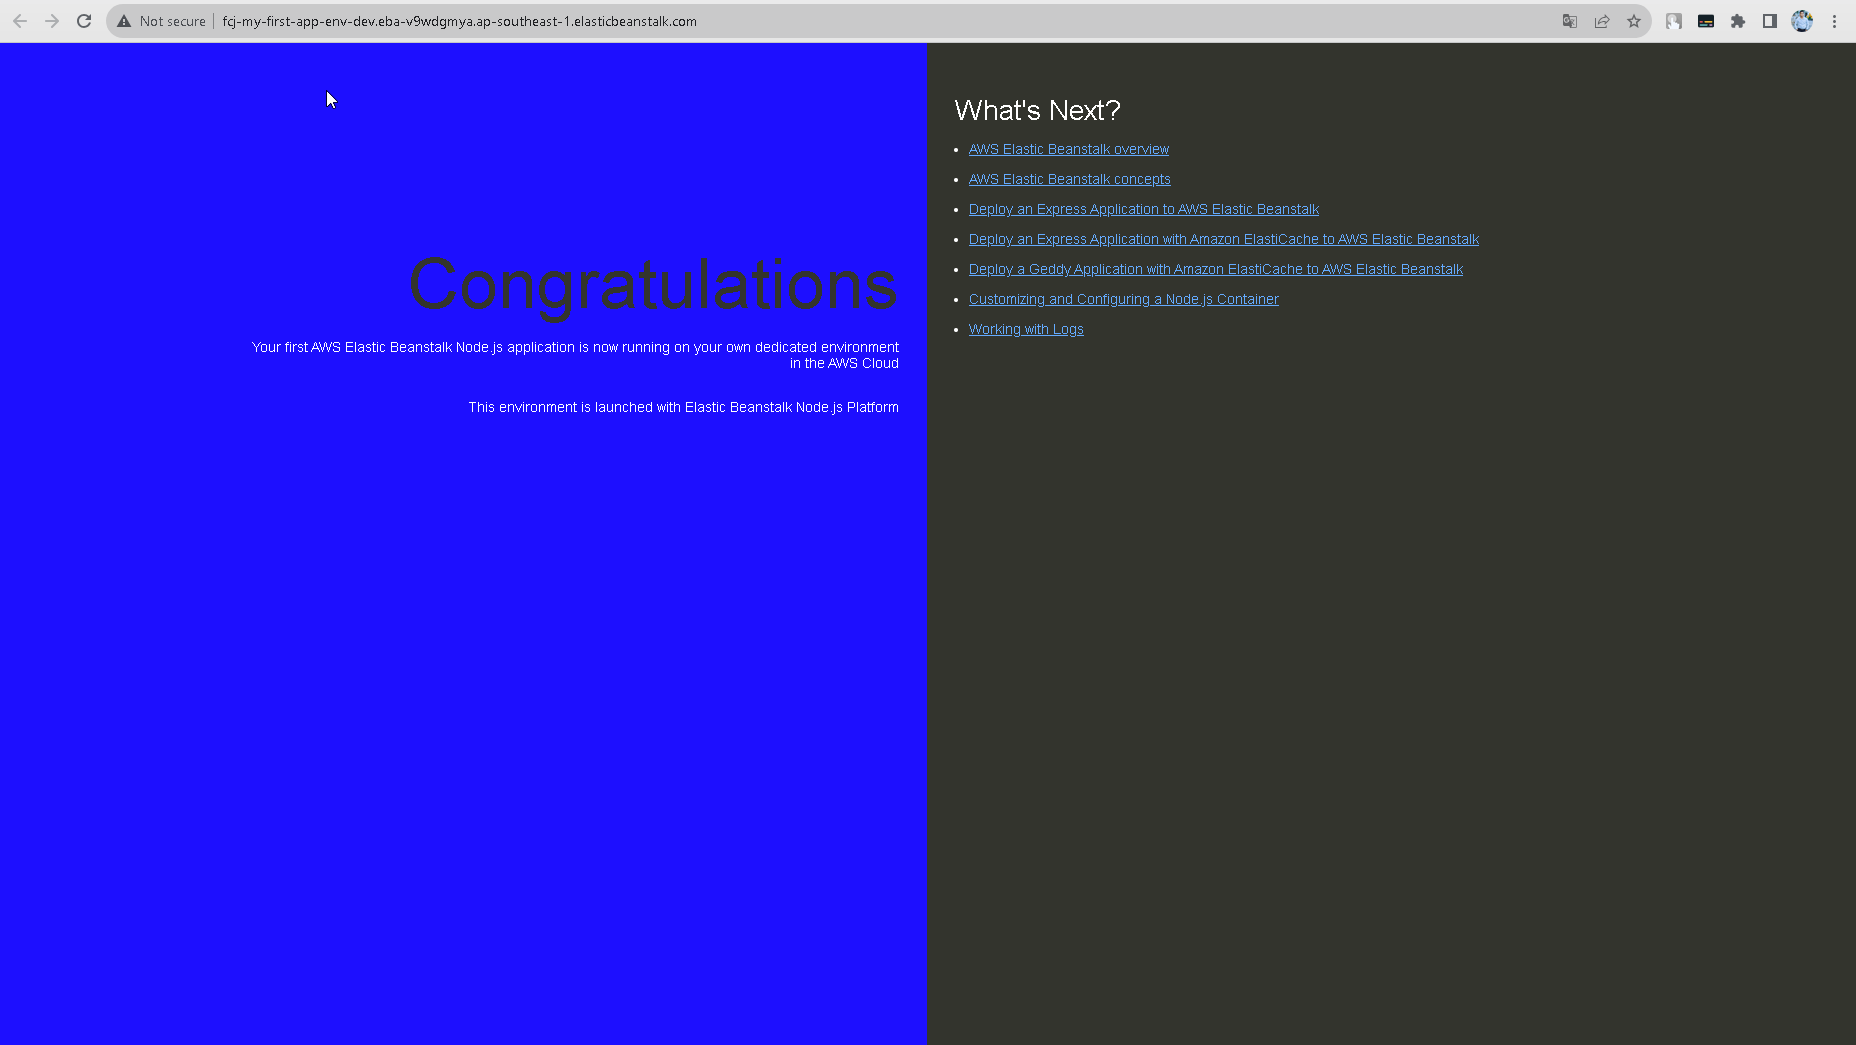 Not secure
fcj-my-first-app-env-dev.eba-v9wdgmya.ap-southeast-1.elasticbeanstalk.com
Congratulations
Your first AWS Elastic Beanstalk Node.js application is now running on your own dedicated environment
in the AWS Cloud
This environment is launched with Elastic Beanstalk Node.js Platform
What's Next?
AWS Elastic Beanstalk overview
AWS Elastic Beanstalk concepts
Deploy an Express Application to AWS Elastic Beanstalk
Deploy an Express Application with Amazon ElastiCache to AWS Elastic Beanstalk
Deploy a Geddy Application with Amazon ElastiCache to AWS Elastic Beanstalk
Customizing and Configuring a Node.js Container
Working with Logs